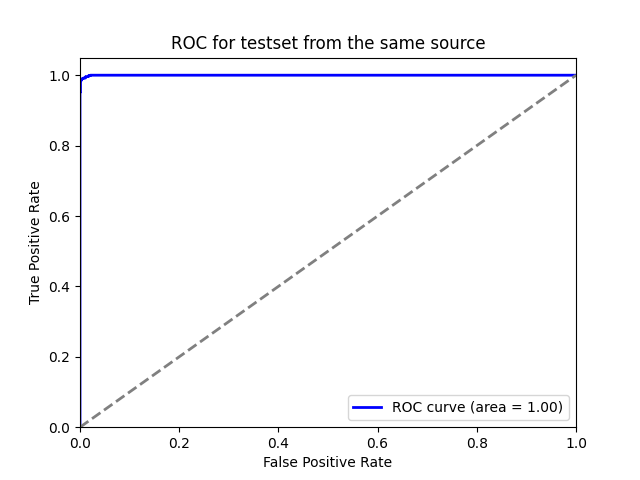 ROC for testset from the same source
True Positive Rate
1.0
0.8
0.6
0.4
0.2
0.0
ROC curve (area = 1.00)
0.0 0.2 0.4 0.6 0.8 1.0
False Positive Rate